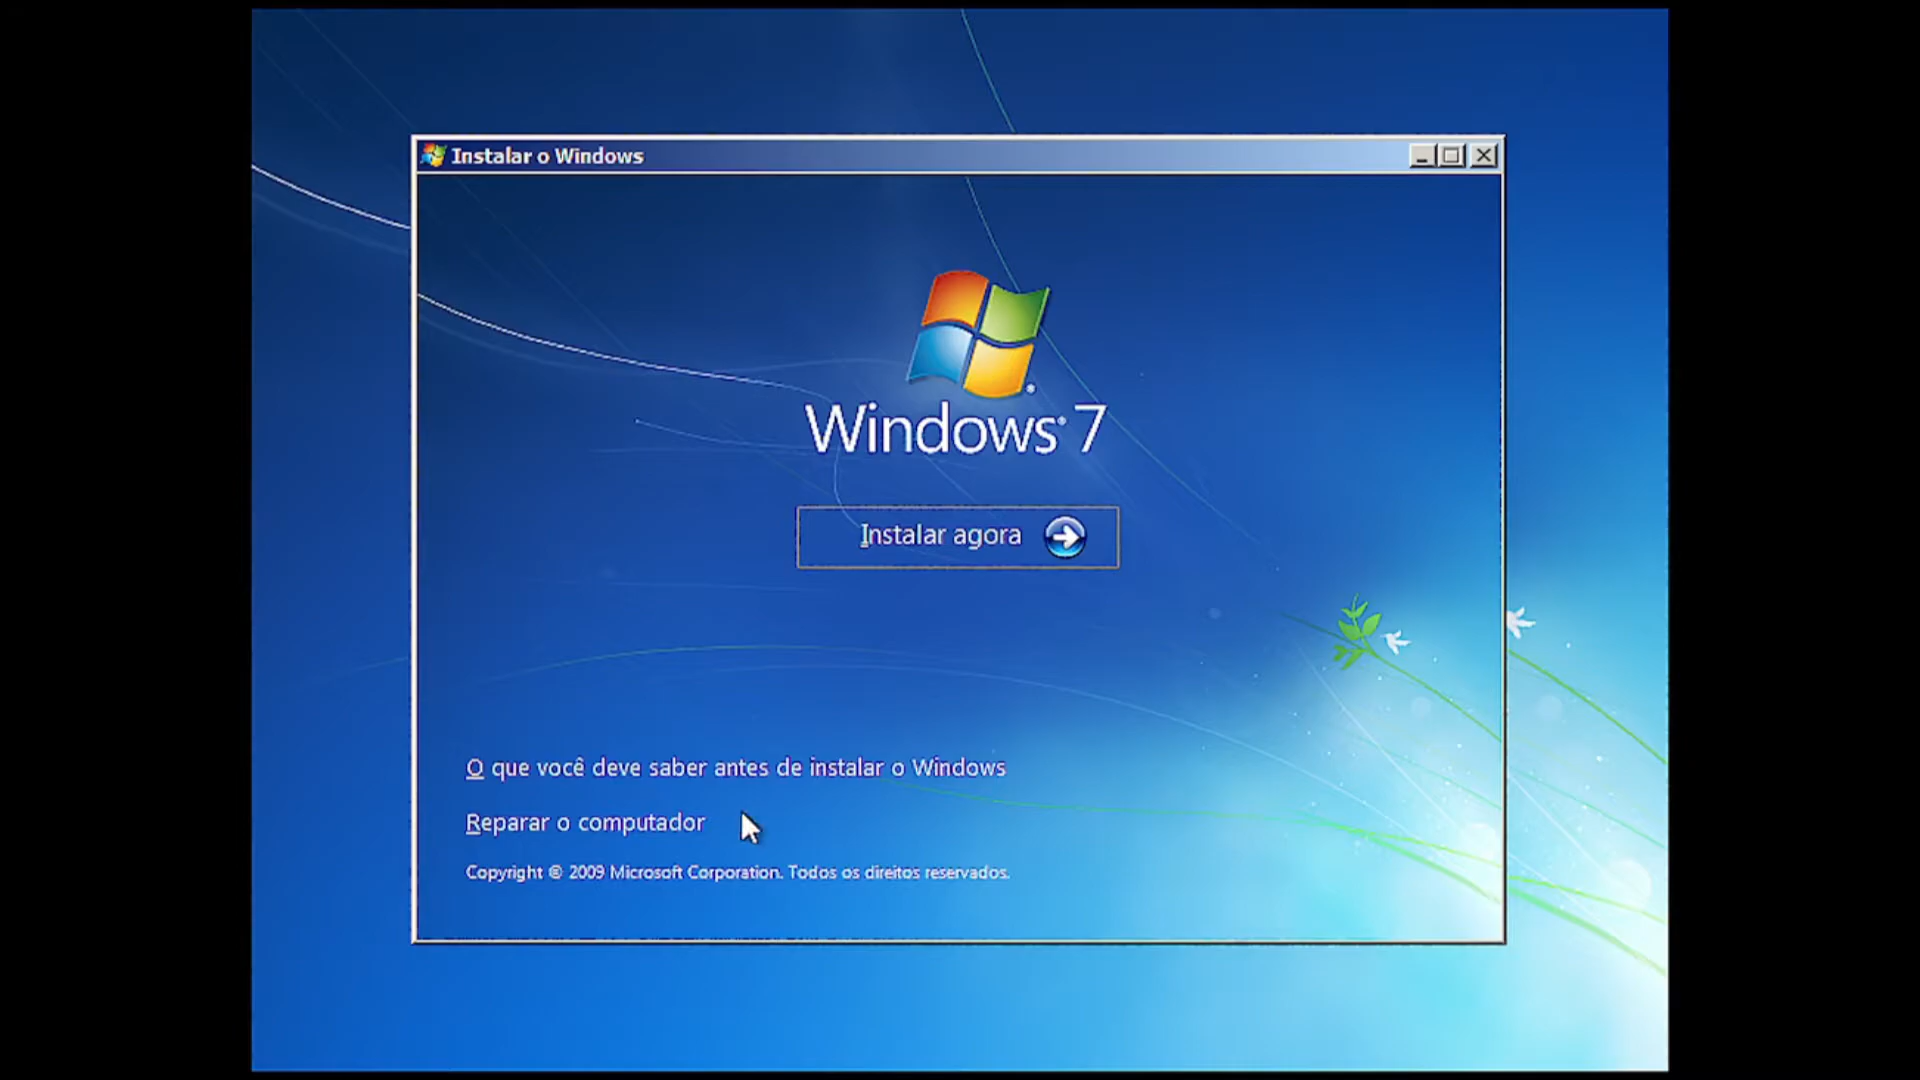 Instalar o Windows
Windows® 7
Instalar agora
O que você deve saber antes de instalar o Windows
Reparar o computador
Copyright © 2009 Microsoft Corporation. Todos os direitos reservados.